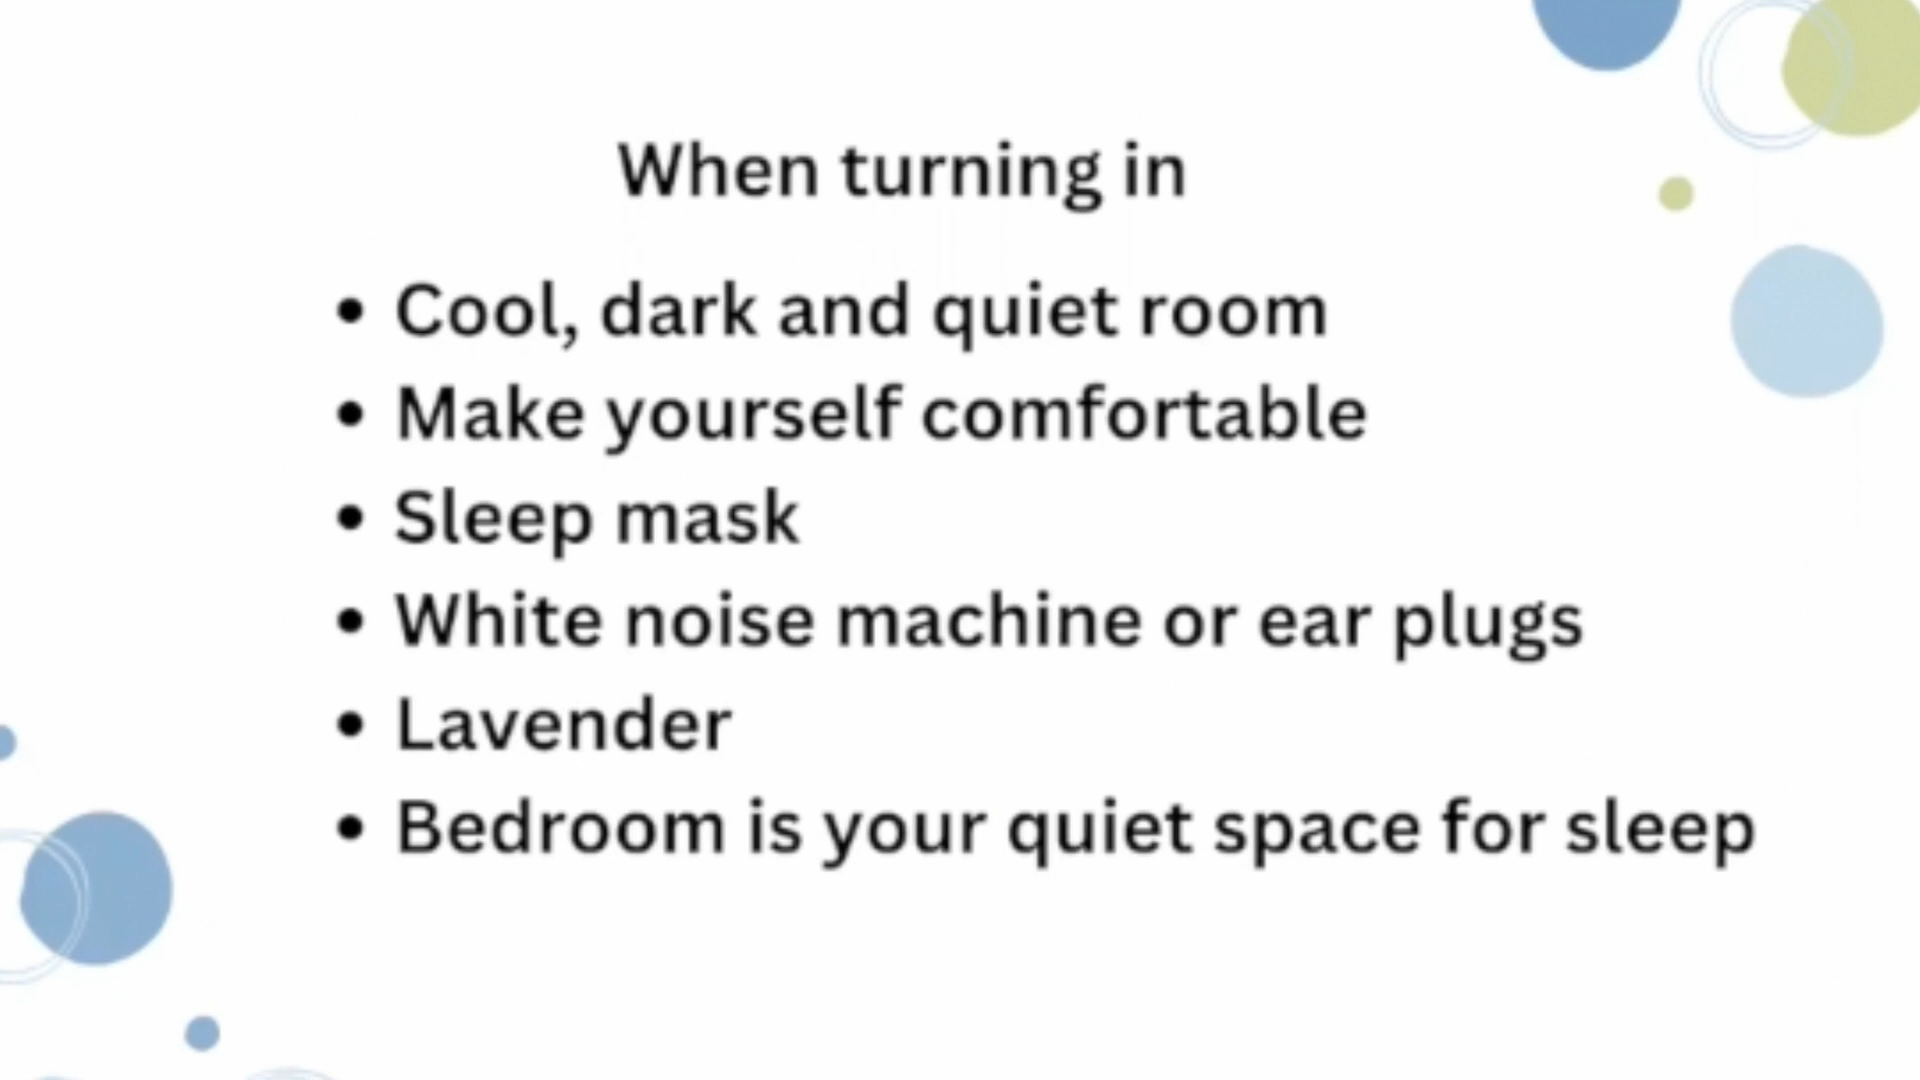 When turning in
• Cool, dark and quiet room
• Make yourself comfortable
• Sleep mask
• White noise machine or ear plugs
• Lavender
• Bedroom is your quiet space for sleep